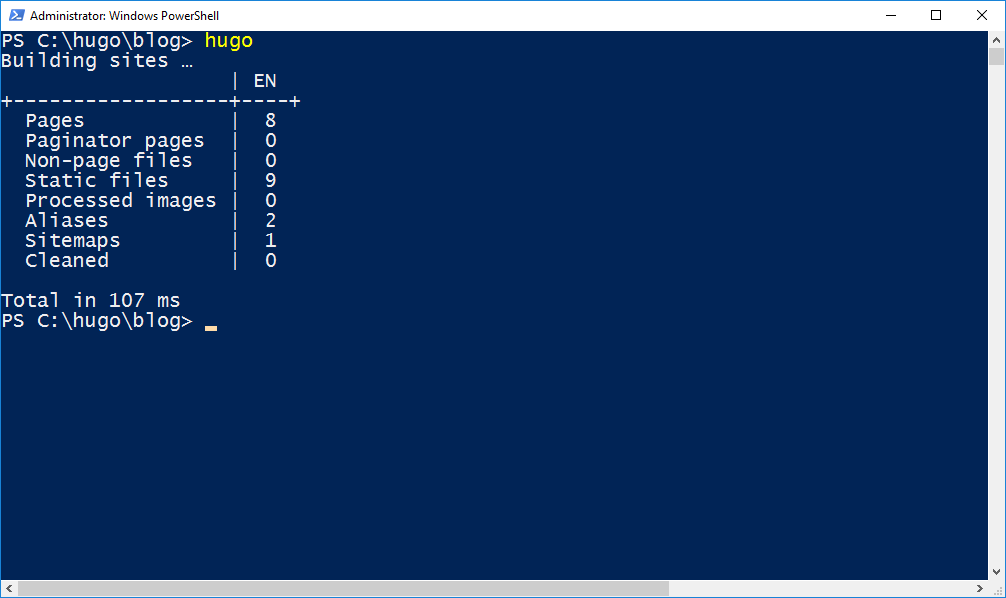 Administrator: Windows PowerShell
PS C:\hugo\blog> hugo
Building sites …
                   | EN
+------------------+----+
  Pages            |  8
  Paginator pages  |  0
  Non-page files   |  0
  Static files     |  9
  Processed images |  0
  Aliases          |  2
  Sitemaps         |  1
  Cleaned          |  0
Total in 107 ms
PS C:\hugo\blog>